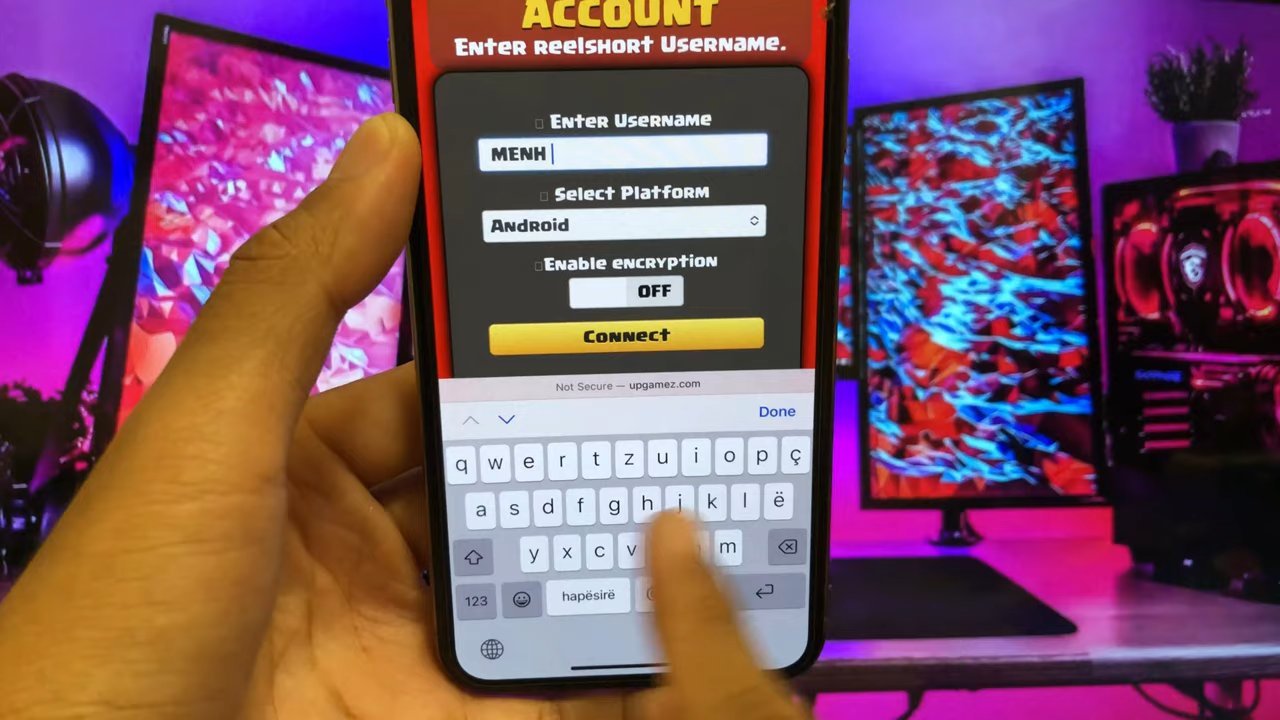 Account
Enter reelshort Username.
Enter Username
MENH
Select Platform
Android
Enable encryption
OFF
Connect
Not Secure — upgamez.com
Done
q w e r t z u i o p ç
a s d f g h j k l ë
y x c v m
123 hapësirë